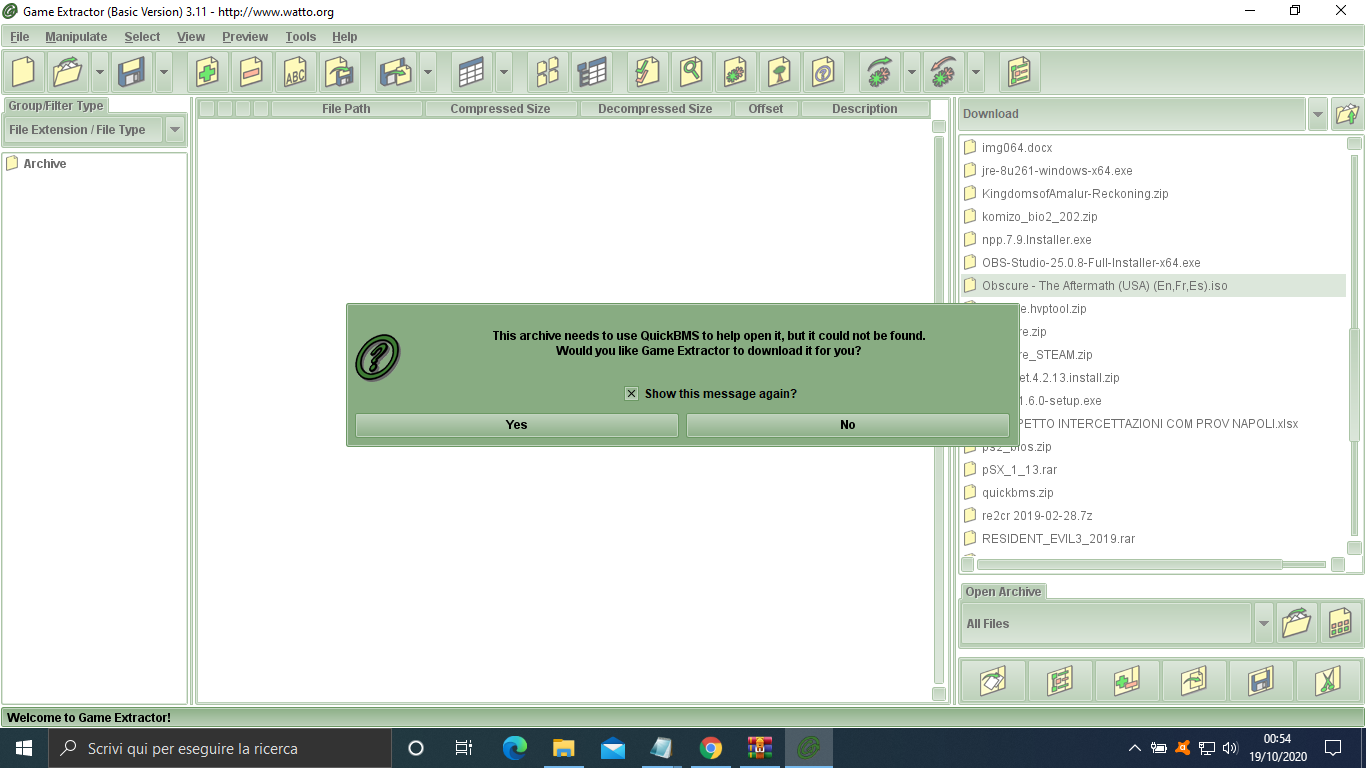 Game Extractor (Basic Version) 3.11 - http://www.watto.org
File Manipulate Select View Preview Tools Help
ABC
Group/Filter Type
File Extension / File Type
Archive
File Path Compressed Size Decompressed Size Offset Description
Download
img064.docx
jre-8u261-windows-x64.exe
KingdomsofAmalur-Reckoning.zip
komizo_bio2_202.zip
npp.7.9.Installer.exe
OBS-Studio-25.0.8-Full-Installer-x64.exe
Obscure - The Aftermath (USA) (En,Fr,Es).iso
e.hvptool.zip
re.zip
re_STEAM.zip
et.4.2.13.install.zip
1.6.0-setup.exe
PETTO INTERCETTAZIONI COM PROV NAPOLI.xlsx
ps2_bios.zip
pSX_1_13.rar
quickbms.zip
re2cr 2019-02-28.7z
RESIDENT_EVIL3_2019.rar
This archive needs to use QuickBMS to help open it, but it could not be found.
Would you like Game Extractor to download it for you?
Show this message again?
Yes No
Open Archive
All Files
Welcome to Game Extractor!
Scrivi qui per eseguire la ricerca
00:54
19/10/2020